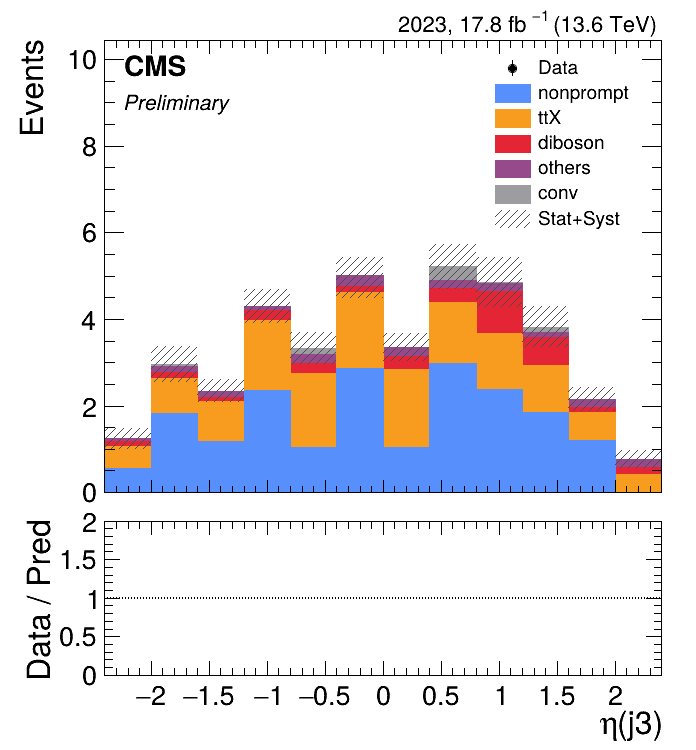 2023, 17.8 fb⁻¹ (13.6 TeV)
CMS
Preliminary
Events
10
8
6
4
2
0
Data
nonprompt
ttX
diboson
others
conv
Stat+Syst
Data / Pred
2
1.5
1
0.5
0
−2 −1.5 −1 −0.5 0 0.5 1 1.5 2
η(j3)